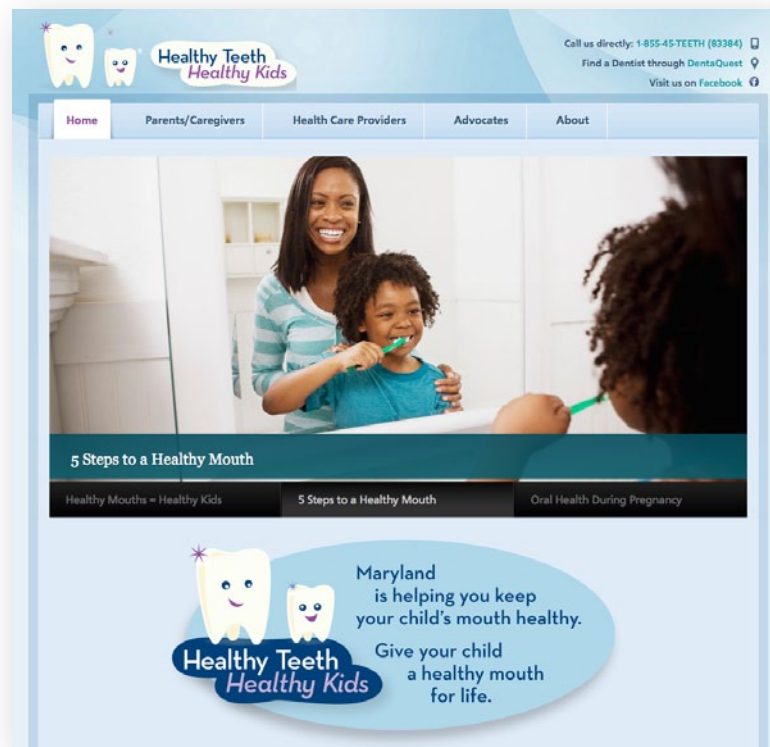 Healthy Teeth
Healthy Kids
Call us directly: 1-855-45-TEETH (83384)
Find a Dentist through DentaQuest
Visit us on Facebook
Home
Parents/Caregivers
Health Care Providers
Advocates
About
5 Steps to a Healthy Mouth
Healthy Mouths = Healthy Kids
5 Steps to a Healthy Mouth
Oral Health During Pregnancy
Healthy Teeth
Healthy Kids
Maryland
is helping you keep
your child's mouth healthy.
Give your child
a healthy mouth
for life.